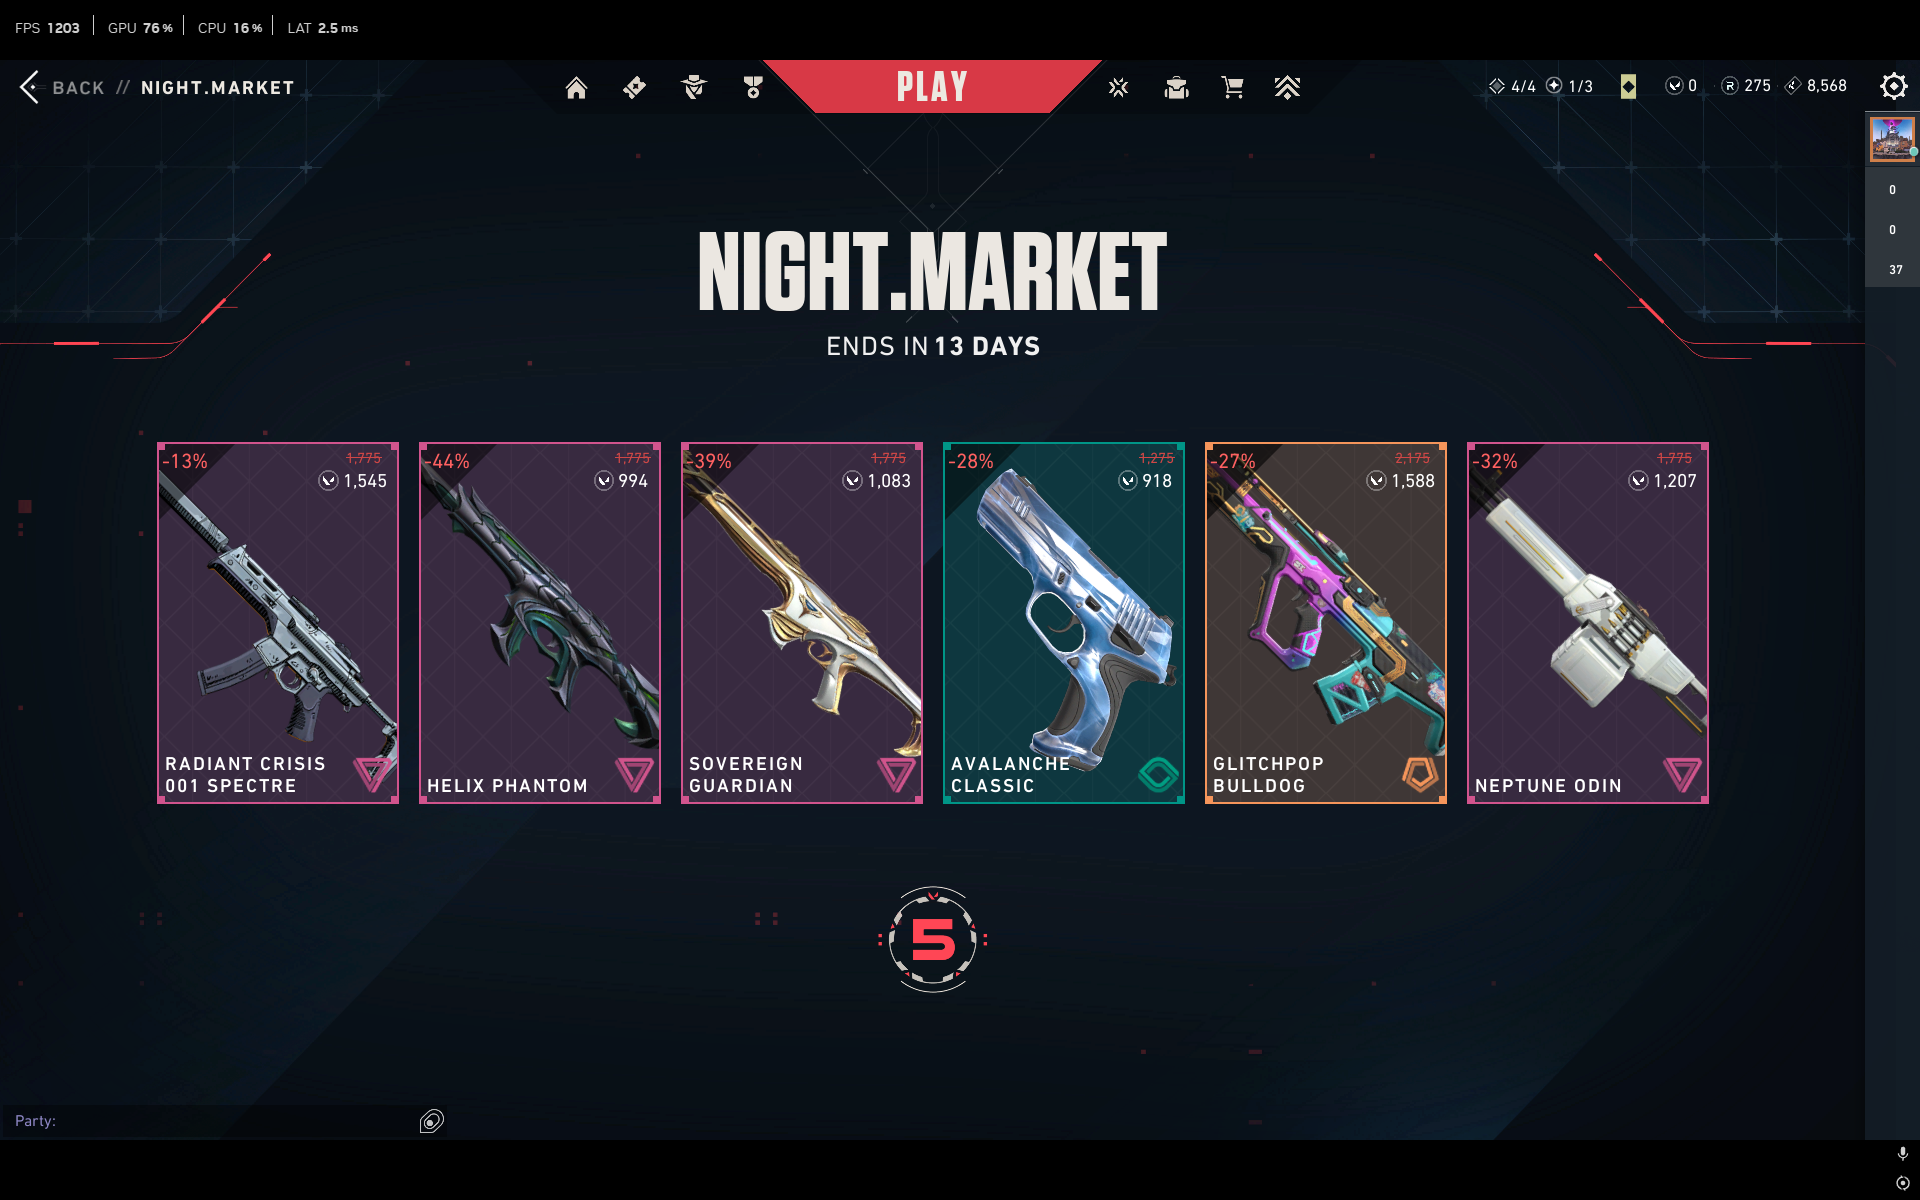 FPS 1203 GPU 76 % CPU 16 % LAT 2.5 ms
BACK // NIGHT.MARKET
PLAY
4/4 1/3 0 275 8,568
0
0
37
NIGHT.MARKET
ENDS IN 13 DAYS
-13% 1,775
1,545
RADIANT CRISIS
001 SPECTRE
-44% 1,775
994
HELIX PHANTOM
-39% 1,775
1,083
SOVEREIGN
GUARDIAN
-28% 1,275
918
AVALANCHE
CLASSIC
-27% 2,175
1,588
GLITCHPOP
BULLDOG
-32% 1,775
1,207
NEPTUNE ODIN
5
Party: